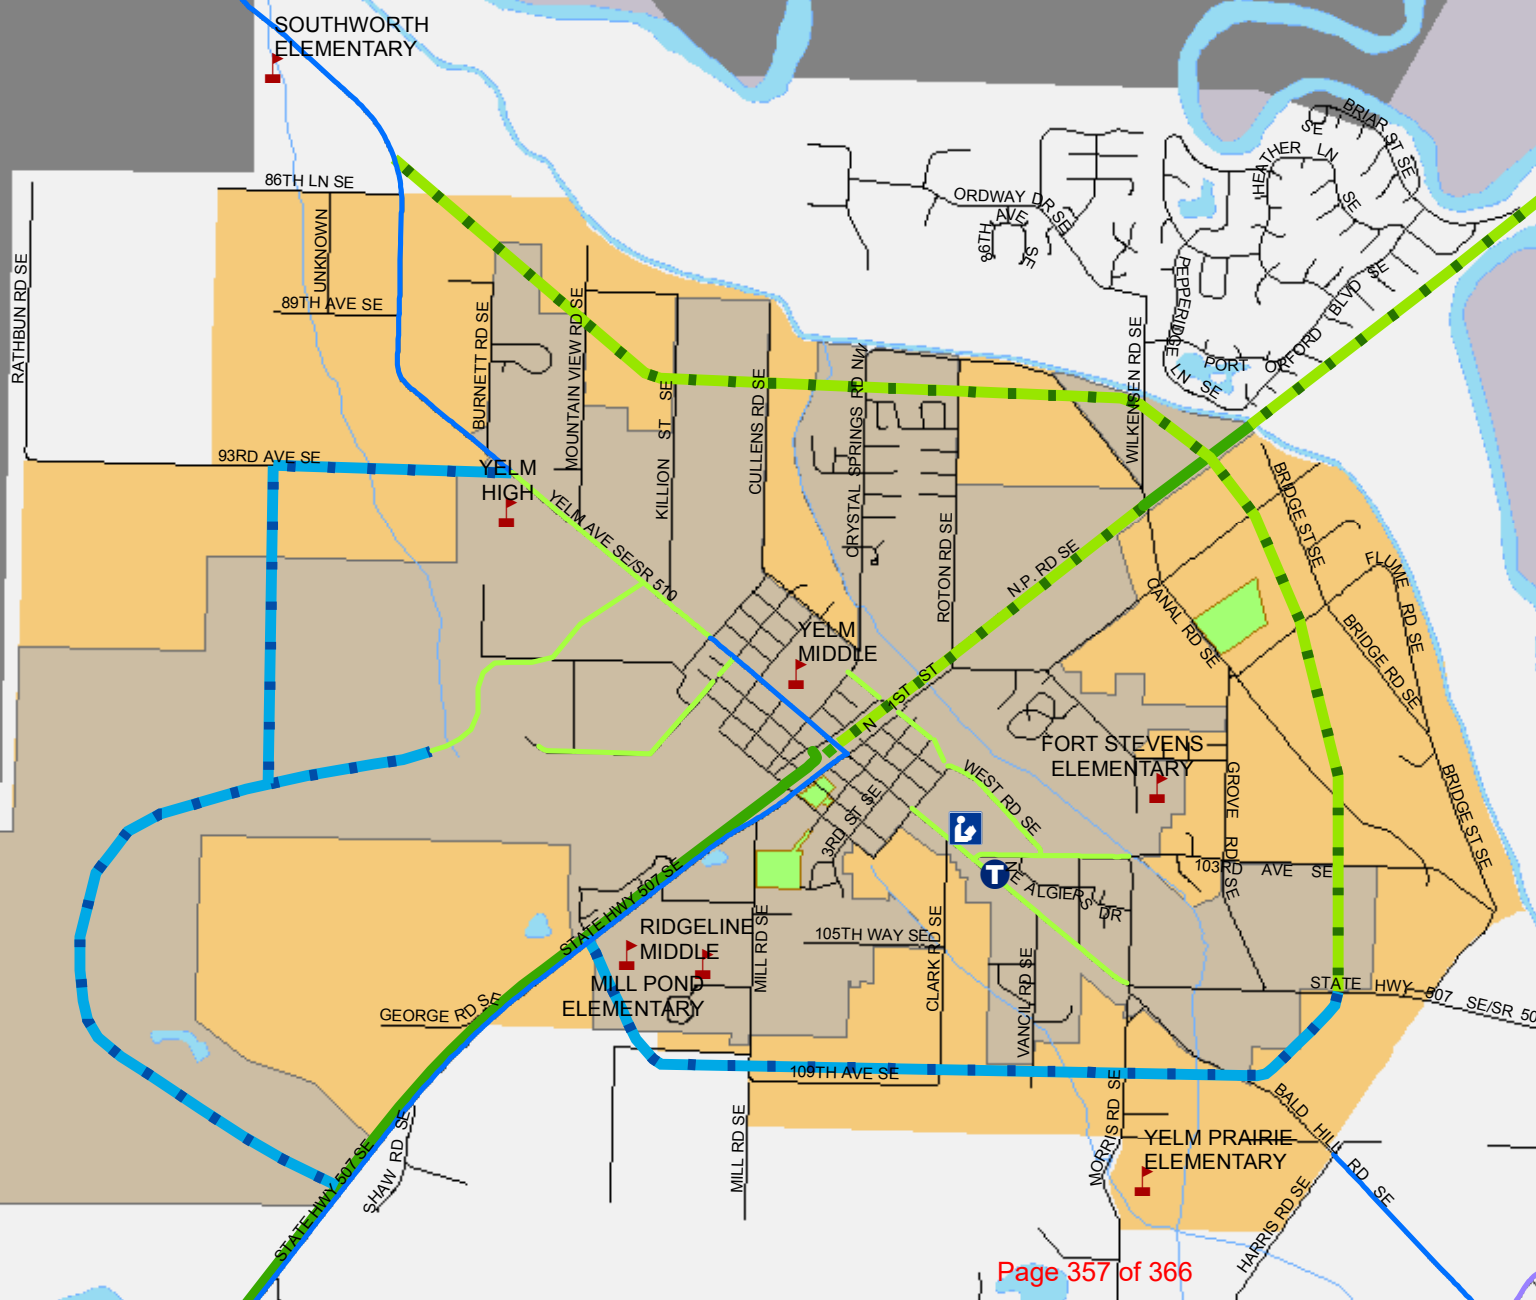 SOUTHWORTH
ELEMENTARY
BRIAR ST SE
SE
HEATHER LN
SE
86TH LN SE
ORDWAY DR SE
AVE
98TH
SE
UNKNOWN
RATHBUN RD SE
89TH AVE SE
PEPPERIDGE
LN SE
BLVD SE
PORT ORFORD
BURNETT RD SE
MOUNTAIN VIEW RD SE
KILLION ST SE
CULLENS RD SE
CRYSTAL SPRINGS RD NW
WILKENSEN RD SE
93RD AVE SE
YELM
HIGH
YELM AVE SE/SR 510
ROTON RD SE
N.P. RD SE
BRIDGE ST SE
FLUME RD SE
CANAL RD SE
BRIDGE RD SE
YELM
MIDDLE
N 1ST ST
FORT STEVENS
ELEMENTARY
WEST RD SE
GROVE RD SE
BRIDGE ST SE
3RD ST SE
T
103RD AVE SE
NE ALGIERS DR
STATE HWY 507 SE
RIDGELINE
MIDDLE
MILL RD SE
105TH WAY SE
CLARK RD SE
VANCIL RD SE
MILL POND
ELEMENTARY
STATE HWY 507 SE/SR 50
GEORGE RD SE
109TH AVE SE
MORRIS RD SE
BALD HILL RD SE
SHAW RD SE
STATE HWY 507 SE
MILL RD SE
YELM PRAIRIE
ELEMENTARY
HARRIS RD SE
Page 357 of 366